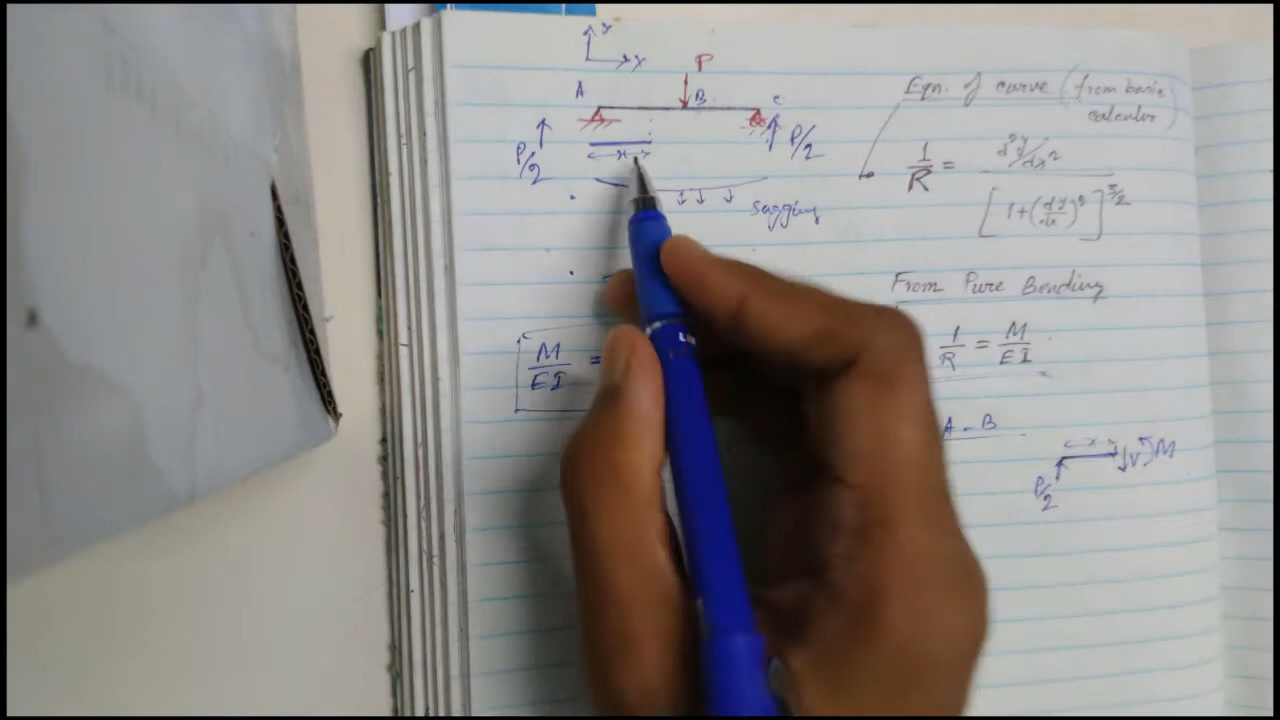 y
x
P
A
B
C
P/2
P/2
x
Sagging
Eqn. of curve (from basic
calculus)
1/R = d²y/dx² / [1+(dy/dx)²]^3/2
From Pure Bending
1/R = M/EI
M/EI =
A - B
x
V M
P/2